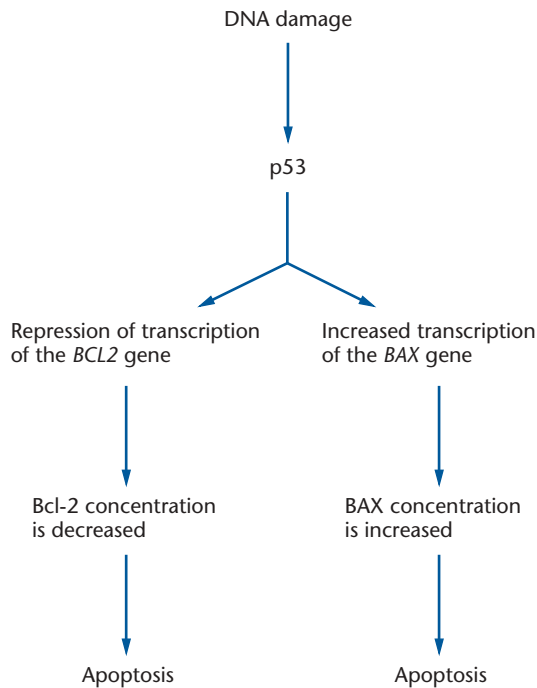 DNA damage
p53
Repression of transcription
of the BCL2 gene
Increased transcription
of the BAX gene
Bcl-2 concentration
is decreased
BAX concentration
is increased
Apoptosis
Apoptosis